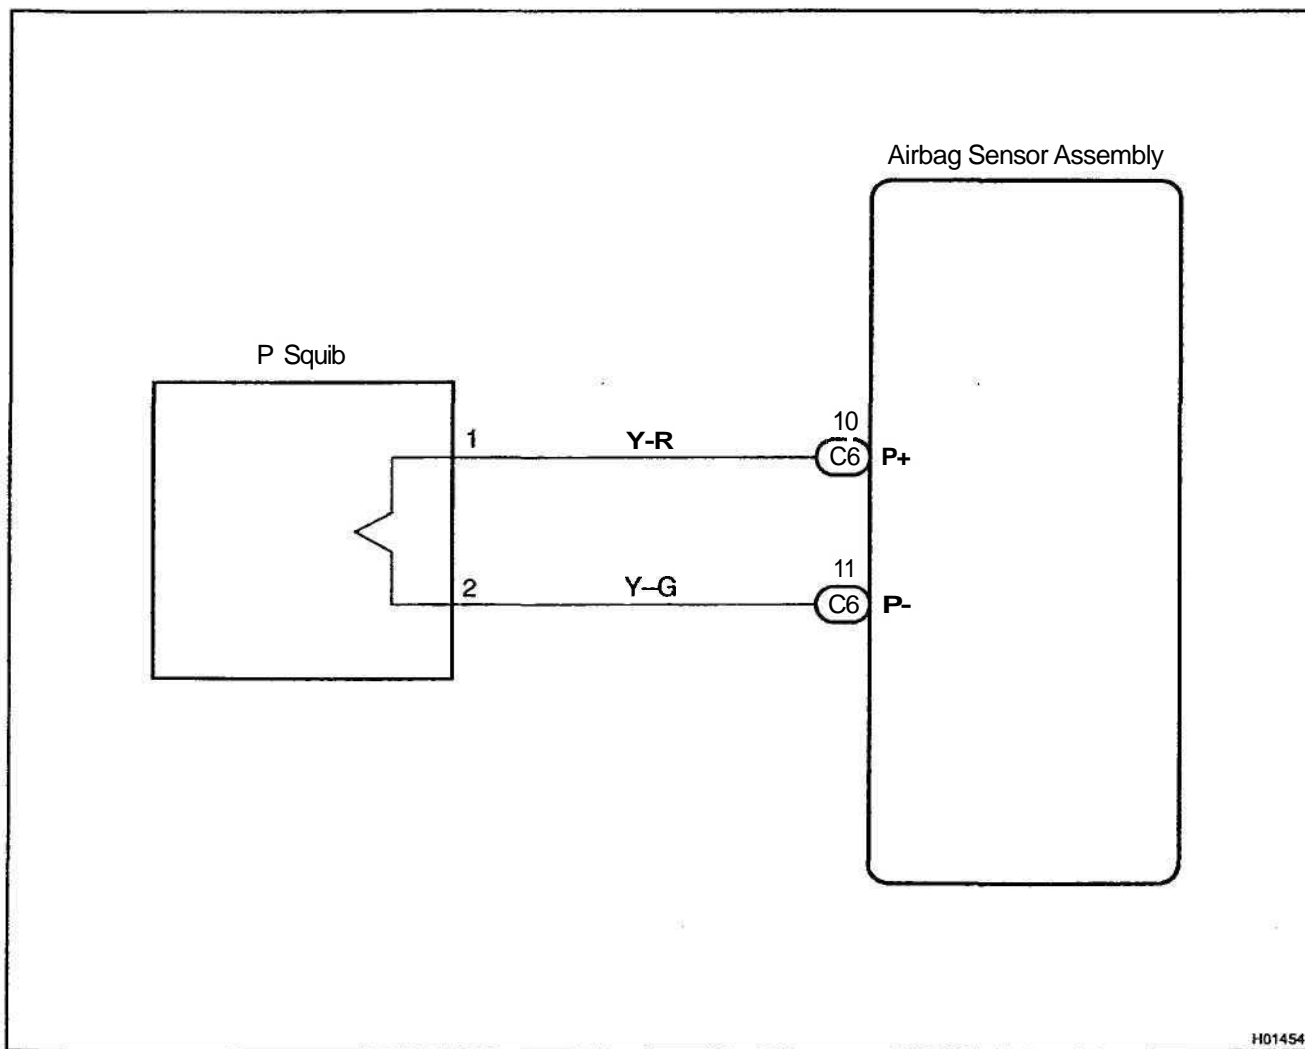 Airbag Sensor Assembly
P Squib
1 Y-R 10 C6 P+
2 Y-G 11 C6 P-
H01454